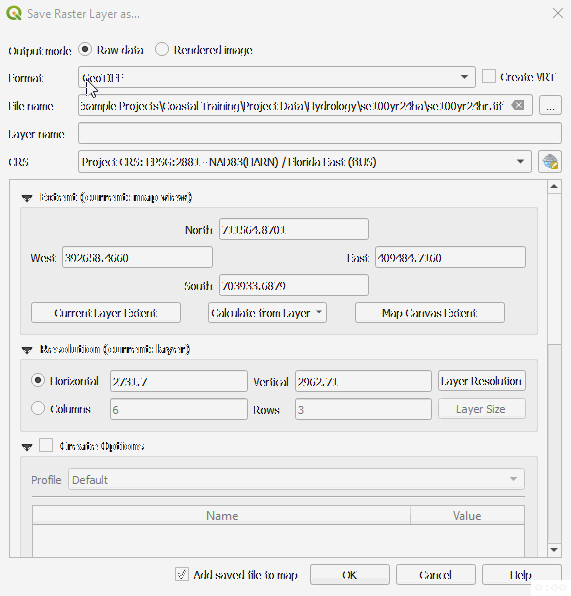 Save Raster Layer as...
Output mode Raw data Rendered image
Format GeoTIFF Create VRT
File name example Projects\Coastal Training\Project Data\Hydrology\se100yr24ha\se100yr24hr.tif ...
Layer name
CRS Project CRS: EPSG:2881 - NAD83(HARN) / Florida East (ftUS)
Extent (current: map view)
North 711564.8701
West 392658.4660 East 409484.7160
South 703933.6879
Current Layer Extent Calculate from Layer Map Canvas Extent
Resolution (current: layer)
Horizontal 2731.7 Vertical 2962.71 Layer Resolution
Columns 6 Rows 3 Layer Size
Create Options
Profile Default
Name Value
Add saved file to map OK Cancel Help